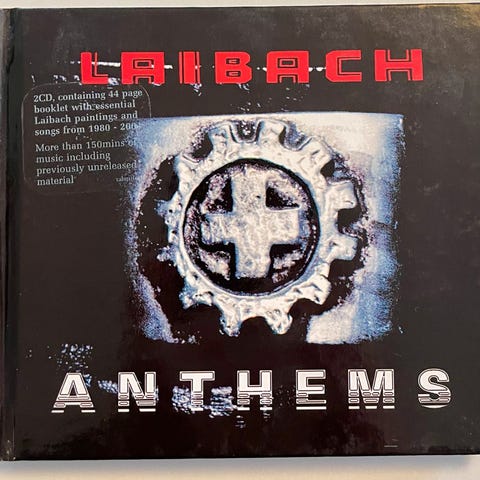 LAIBACH
2CD, containing 44 page
booklet with essential
Laibach paintings and
songs from 1980 - 200
More than 150mins of
music including
previously unreleased
material
ANTHEMS